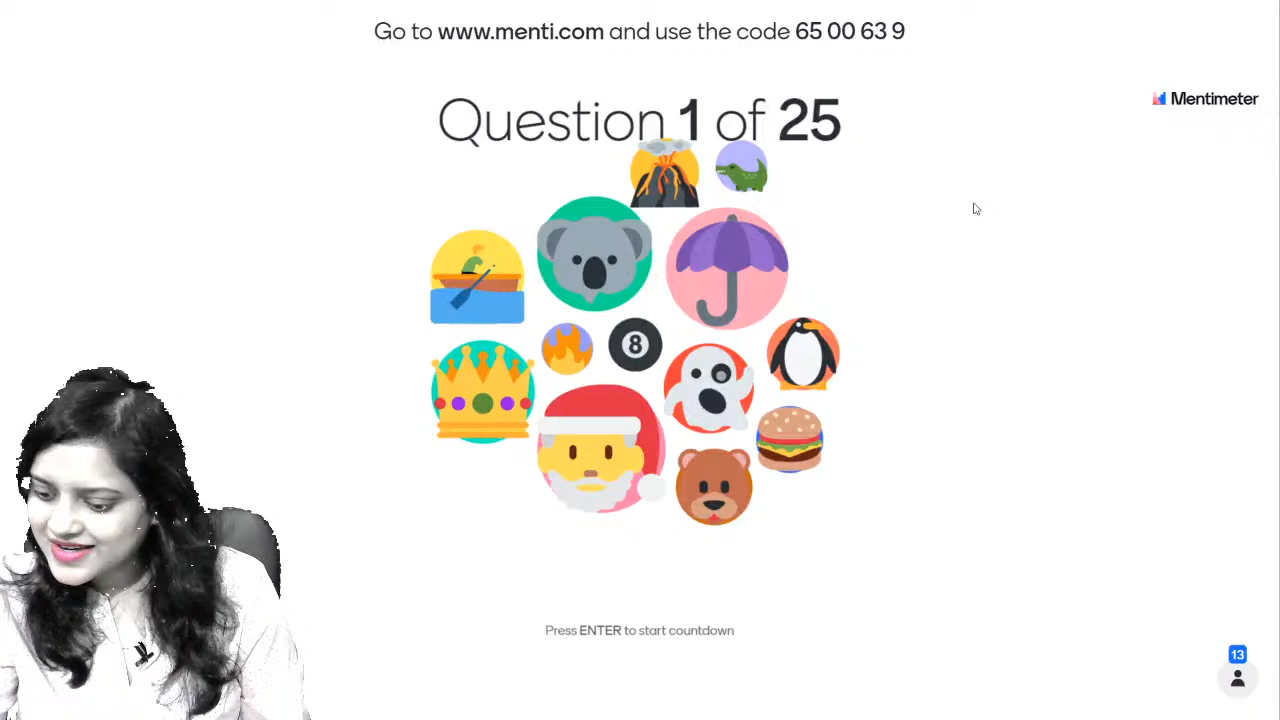 Go to www.menti.com and use the code 65 00 63 9
Mentimeter
Question 1 of 25
8
Press ENTER to start countdown
13